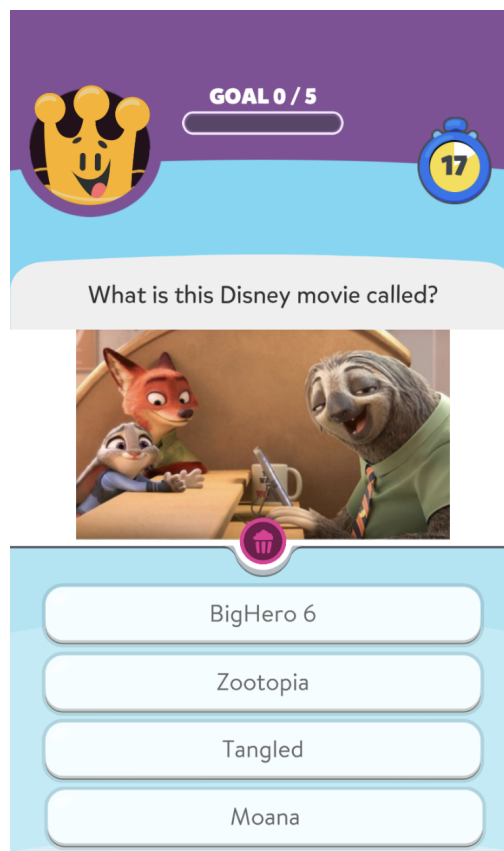 GOAL 0 / 5
17
What is this Disney movie called?
BigHero 6
Zootopia
Tangled
Moana